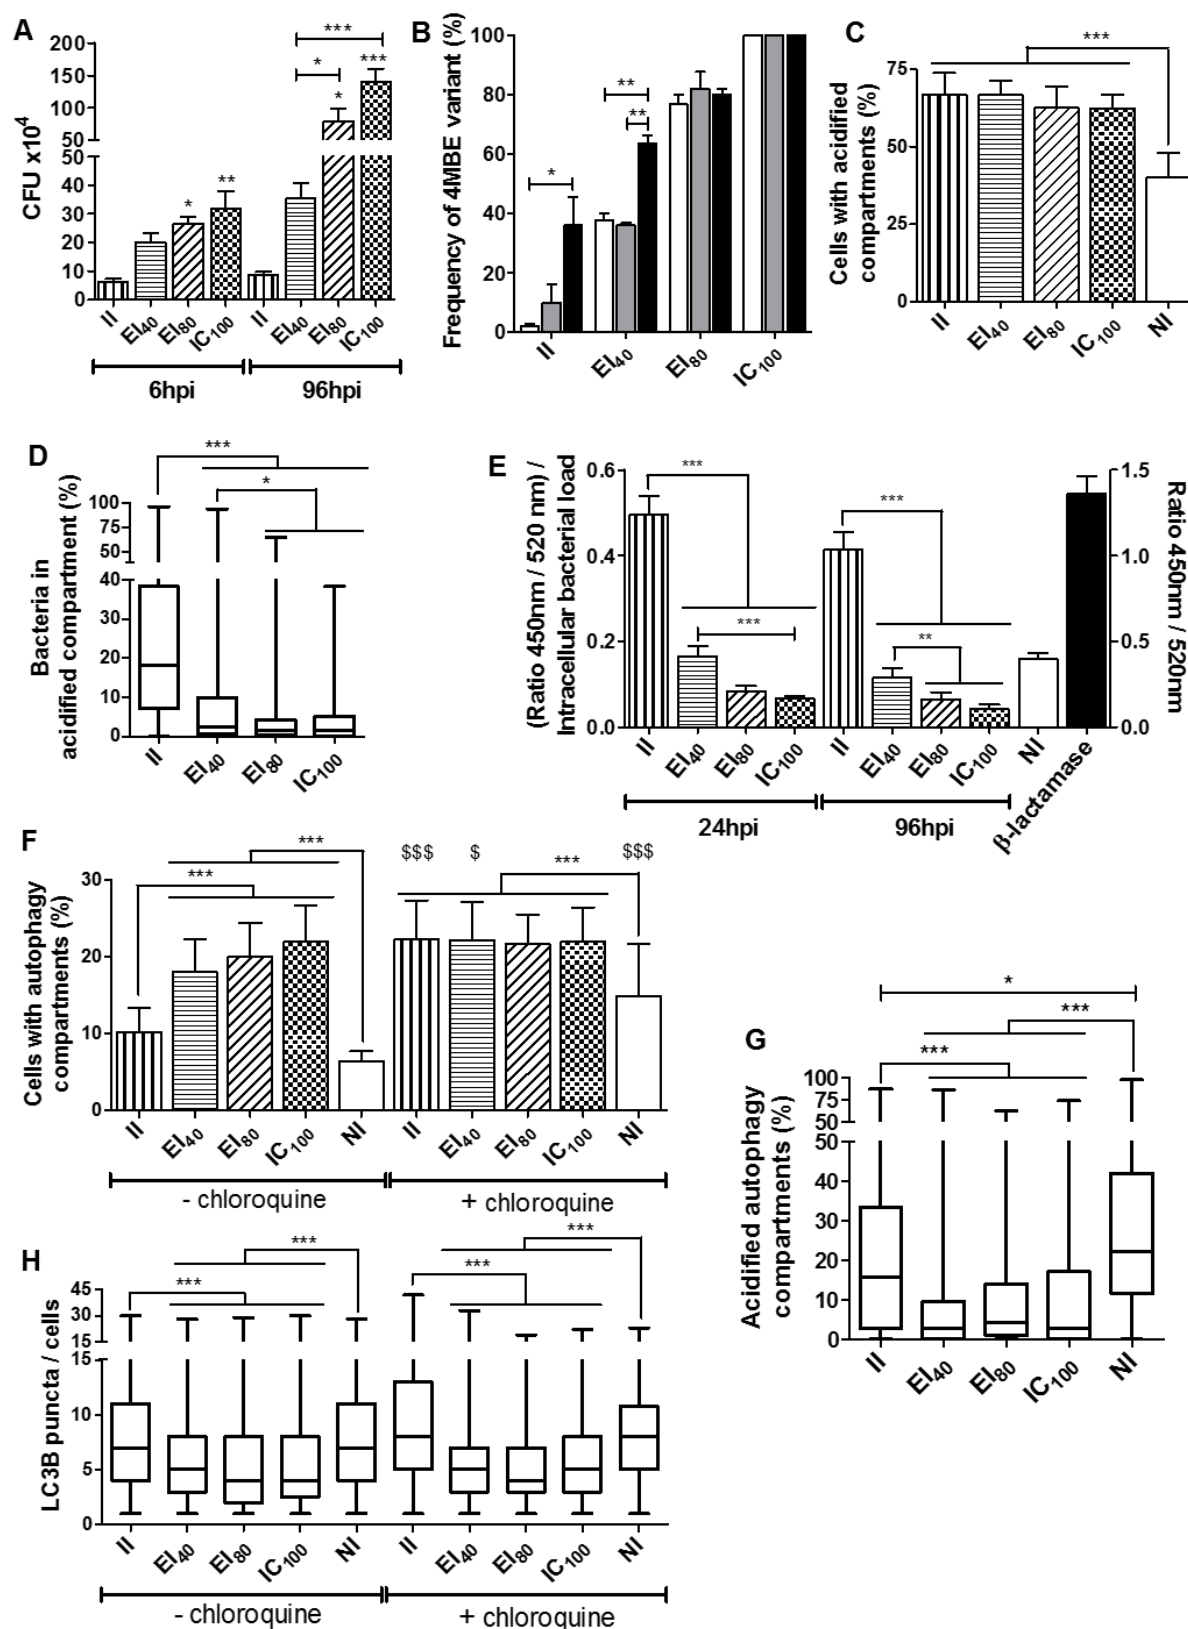 A
CFU x10⁴
200
150
100
50
50
40
30
20
10
0
***
*
***
*
*
**
II
EI₄₀
EI₈₀
IC₁₀₀
II
EI₄₀
EI₈₀
IC₁₀₀
6hpi
96hpi
B
Frequency of 4MBE variant (%)
100
80
60
40
20
0
**
**
*
II
EI₄₀
EI₈₀
IC₁₀₀
C
Cells with acidified
compartments (%)
75
50
25
0
***
II
EI₄₀
EI₈₀
IC₁₀₀
NI
D
Bacteria in
acidified compartment (%)
100
75
50
40
30
20
10
0
***
*
II
EI₄₀
EI₈₀
IC₁₀₀
E
(Ratio 450nm / 520 nm) /
Intracellular bacterial load
0.6
0.4
0.2
0.0
***
***
***
**
1.5
1.0
0.5
0.0
Ratio 450nm / 520nm
II
EI₄₀
EI₈₀
IC₁₀₀
II
EI₄₀
EI₈₀
IC₁₀₀
NI
β-lactamase
24hpi
96hpi
F
Cells with autophagy
compartments (%)
30
20
10
0
***
***
$$$
$
***
$$$
II
EI₄₀
EI₈₀
IC₁₀₀
NI
II
EI₄₀
EI₈₀
IC₁₀₀
NI
- chloroquine
+ chloroquine
G
Acidified autophagy
compartments (%)
100
75
50
50
40
30
20
10
0
*
***
***
II
EI₄₀
EI₈₀
IC₁₀₀
NI
H
LC3B puncta / cells
45
30
15
15
10
5
0
***
***
***
***
II
EI₄₀
EI₈₀
IC₁₀₀
NI
II
EI₄₀
EI₈₀
IC₁₀₀
NI
- chloroquine
+ chloroquine